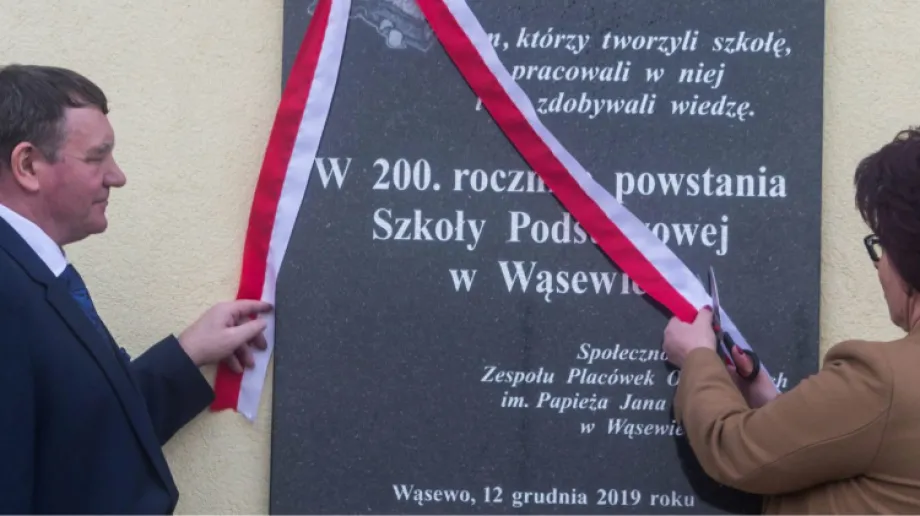 którzy tworzyli szkołę,
pracowali w niej
zdobywali wiedzę.
W 200. powstania
Szkoły
w
Zespołu Placówek
im. Papieża Jana
w
Wąsewo, 12 grudnia 2019 roku